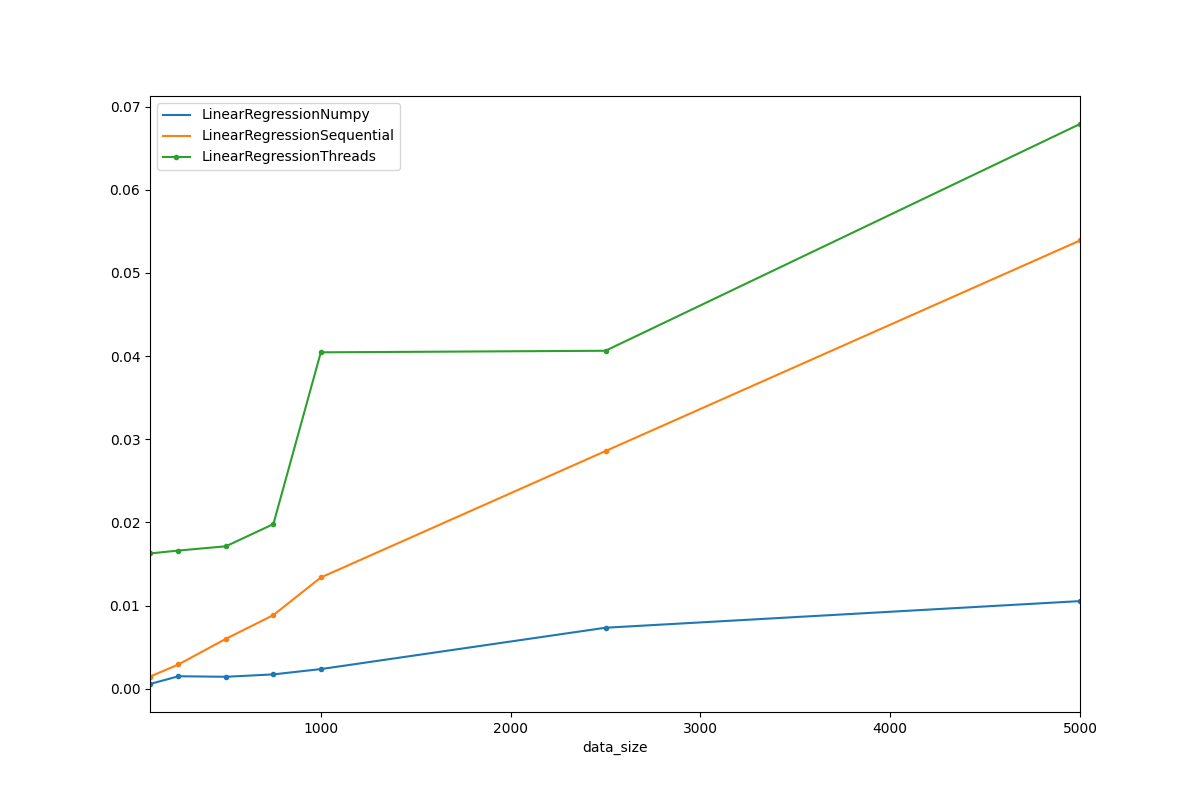 LinearRegressionNumpy
LinearRegressionSequential
LinearRegressionThreads
0.07
0.06
0.05
0.04
0.03
0.02
0.01
0.00
1000 2000 3000 4000 5000
data_size